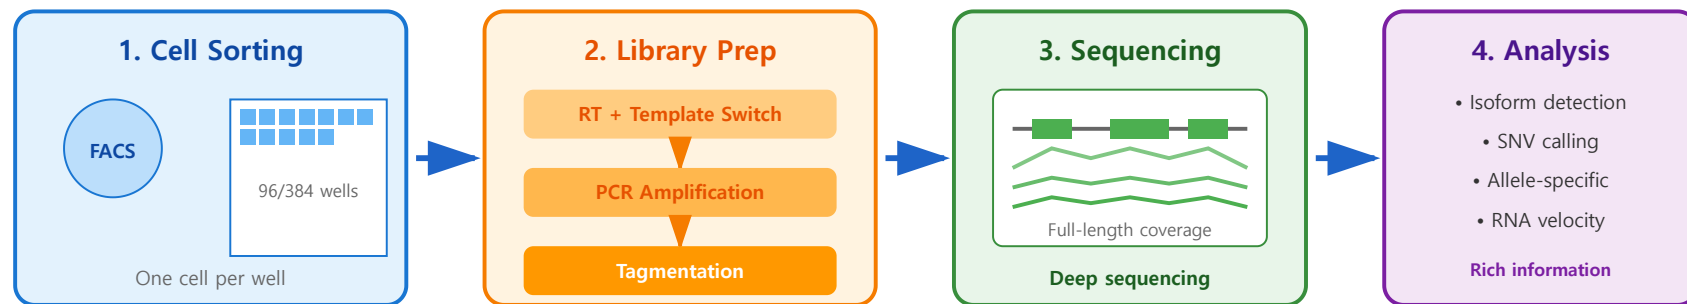 1. Cell Sorting
FACS
96/384 wells
One cell per well
2. Library Prep
RT + Template Switch
PCR Amplification
Tagmentation
3. Sequencing
Full-length coverage
Deep sequencing
4. Analysis
• Isoform detection
• SNV calling
• Allele-specific
• RNA velocity
Rich information